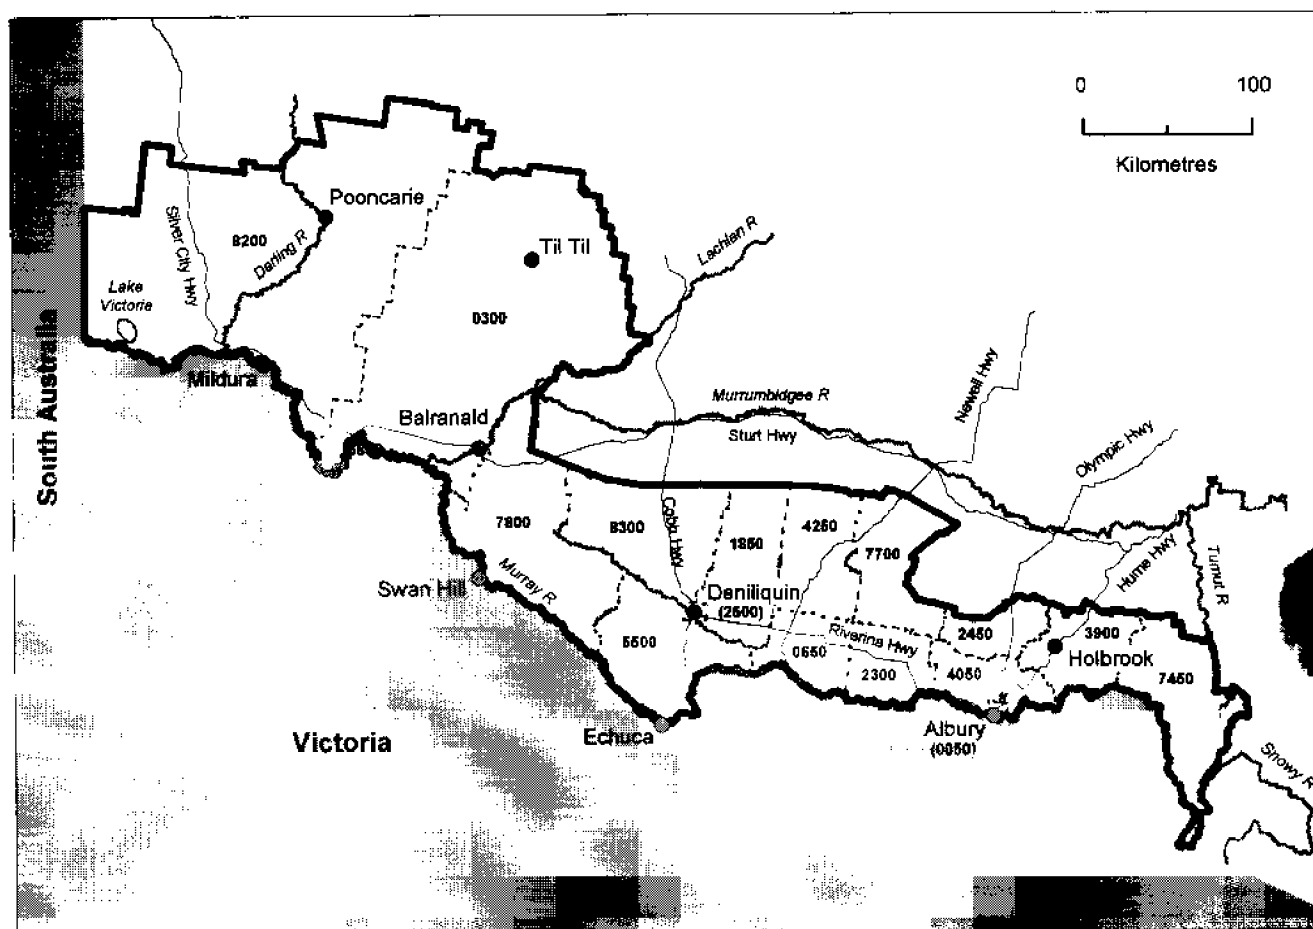 0 100
Kilometres
Pooncarie
Silver City Hwy
8200
Darling R
Til Til
Lachlan R
Lake
Victoria
0300
South Australia
Mildura
Balranald
Murrumbidgee R
Sturt Hwy
Newell Hwy
Olympic Hwy
7800
8300
Cobb Hwy
1850
4250
7700
Hume Hwy
Tumut R
Swan Hill
Murray R
Deniliquin
(2500)
5500
0650
Riverina Hwy
2300
2450
4050
3900
Holbrook
7450
Echuca
Albury
(0050)
Victoria
Snowy R